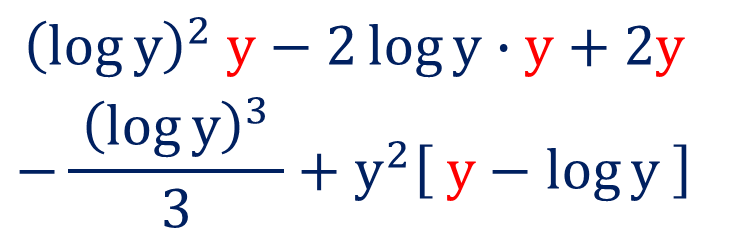 (log y)² y − 2 log y · y + 2y
− (log y)³ / 3 + y² [ y − log y ]